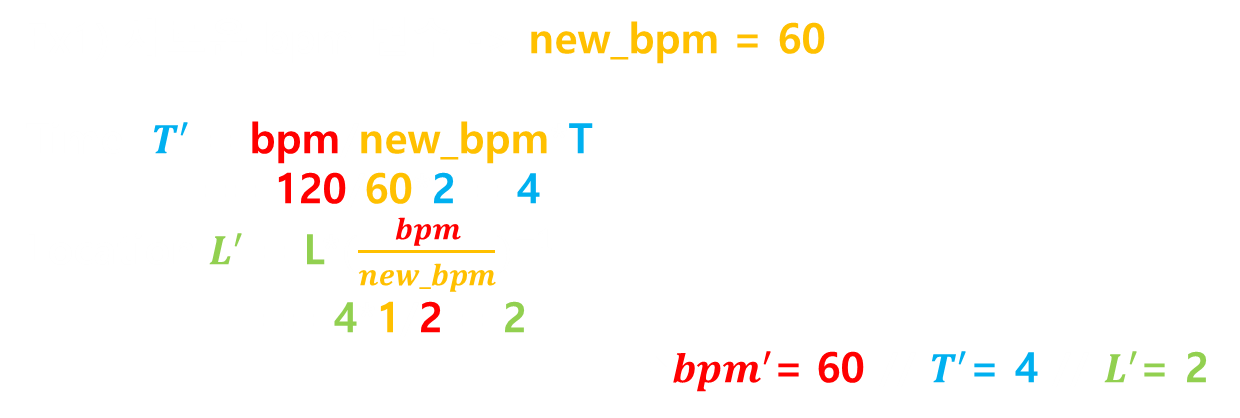 new_bpm = 60
T′ bpm new_bpm T
120 60 2 4
L′ L bpm/new_bpm
4 1 2 2
bpm′= 60 T′= 4 L′= 2